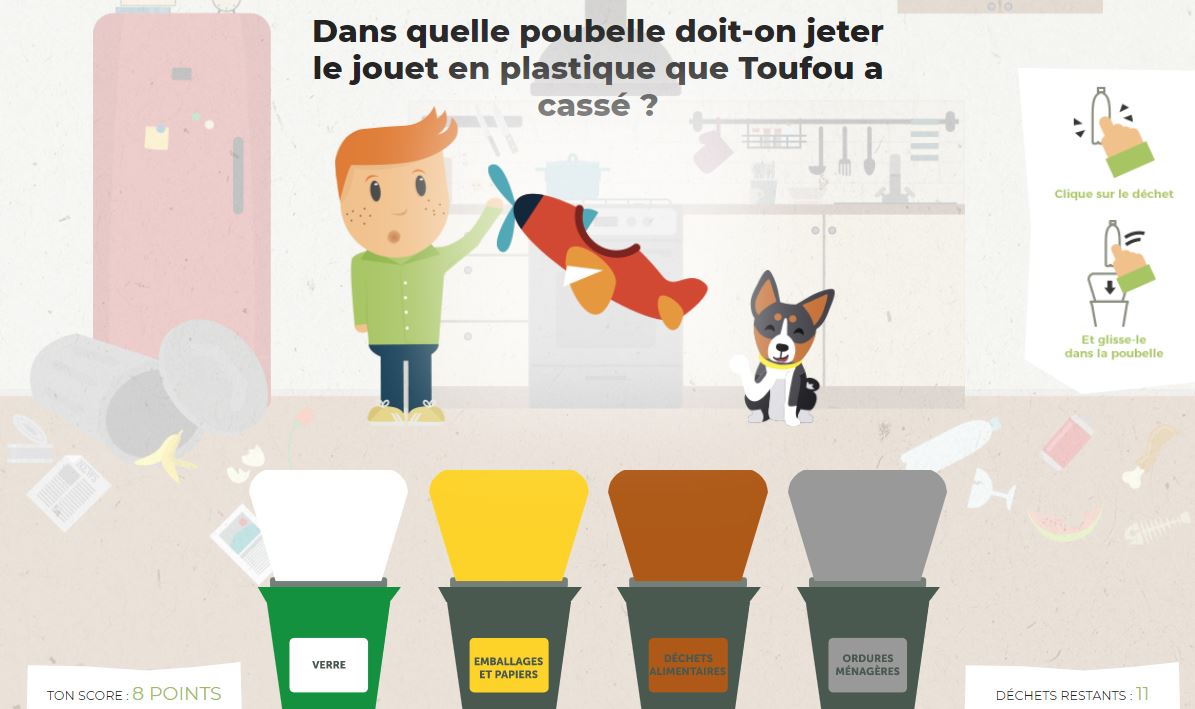 Dans quelle poubelle doit-on jeter
le jouet en plastique que Toufou a
cassé ?
Clique sur le déchet
Et glisse-le
dans la poubelle
NEWS
VERRE
EMBALLAGES
ET PAPIERS
DÉCHETS
ALIMENTAIRES
ORDURES
MÉNAGÈRES
TON SCORE : 8 POINTS
DÉCHETS RESTANTS : 11